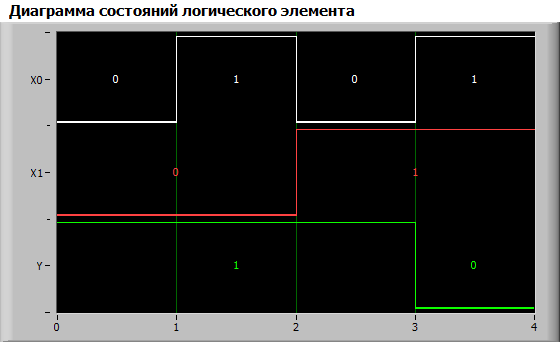 Диаграмма состояний логического элемента
X0 0 1 0 1
X1 0 1
Y 1 0
0 1 2 3 4